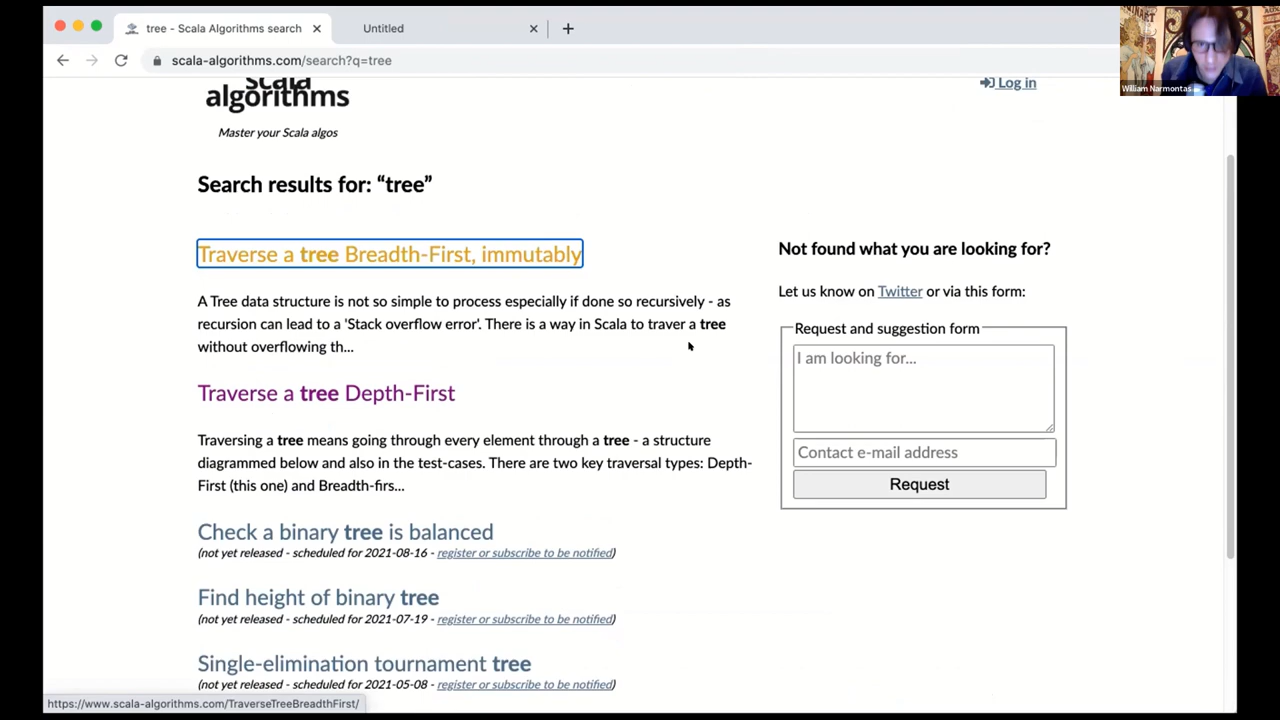 tree - Scala Algorithms search
Untitled
scala-algorithms.com/search?q=tree
William Narmontas
scala
algorithms
Log in
Master your Scala algos
Search results for: “tree”
Traverse a tree Breadth-First, immutably
A Tree data structure is not so simple to process especially if done so recursively - as
recursion can lead to a 'Stack overflow error'. There is a way in Scala to traver a tree
without overflowing th...
Traverse a tree Depth-First
Traversing a tree means going through every element through a tree - a structure
diagrammed below and also in the test-cases. There are two key traversal types: Depth-
First (this one) and Breadth-firs...
Check a binary tree is balanced
(not yet released - scheduled for 2021-08-16 - register or subscribe to be notified)
Find height of binary tree
(not yet released - scheduled for 2021-07-19 - register or subscribe to be notified)
Single-elimination tournament tree
(not yet released - scheduled for 2021-05-08 - register or subscribe to be notified)
Not found what you are looking for?
Let us know on Twitter or via this form:
Request and suggestion form
I am looking for...
Contact e-mail address
Request
https://www.scala-algorithms.com/TraverseTreeBreadthFirst/